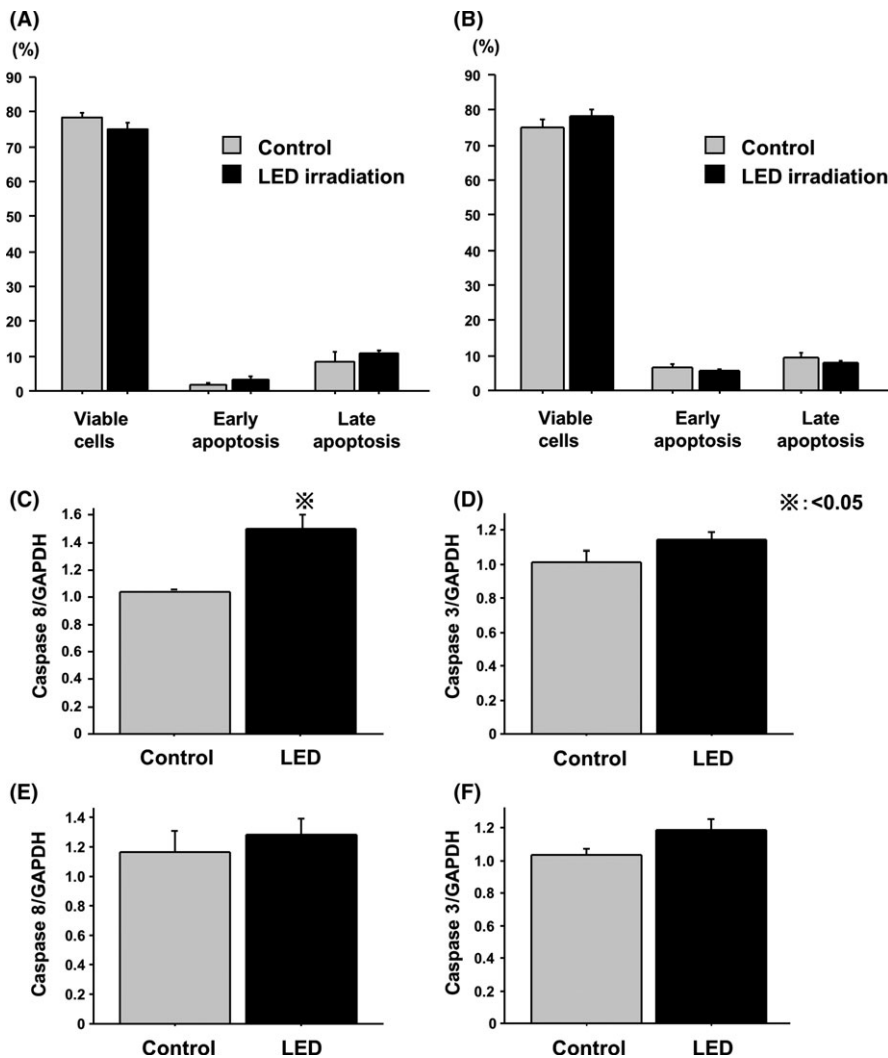 (A)
(%)
90
80
70
60
50
40
30
20
10
0
Control
LED irradiation
Viable
cells
Early
apoptosis
Late
apoptosis
(B)
(%)
90
80
70
60
50
40
30
20
10
0
Control
LED irradiation
Viable
cells
Early
apoptosis
Late
apoptosis
(C)
Caspase 8/GAPDH
1.6
1.4
1.2
1.0
0.8
0.6
0.4
0.2
0
※
Control
LED
(D)
※: <0.05
Caspase 3/GAPDH
1.2
1.0
0.8
0.6
0.4
0.2
0
Control
LED
(E)
Caspase 8/GAPDH
1.4
1.2
1.0
0.8
0.6
0.4
0.2
0
Control
LED
(F)
Caspase 3/GAPDH
1.2
1.0
0.8
0.6
0.4
0.2
0
Control
LED